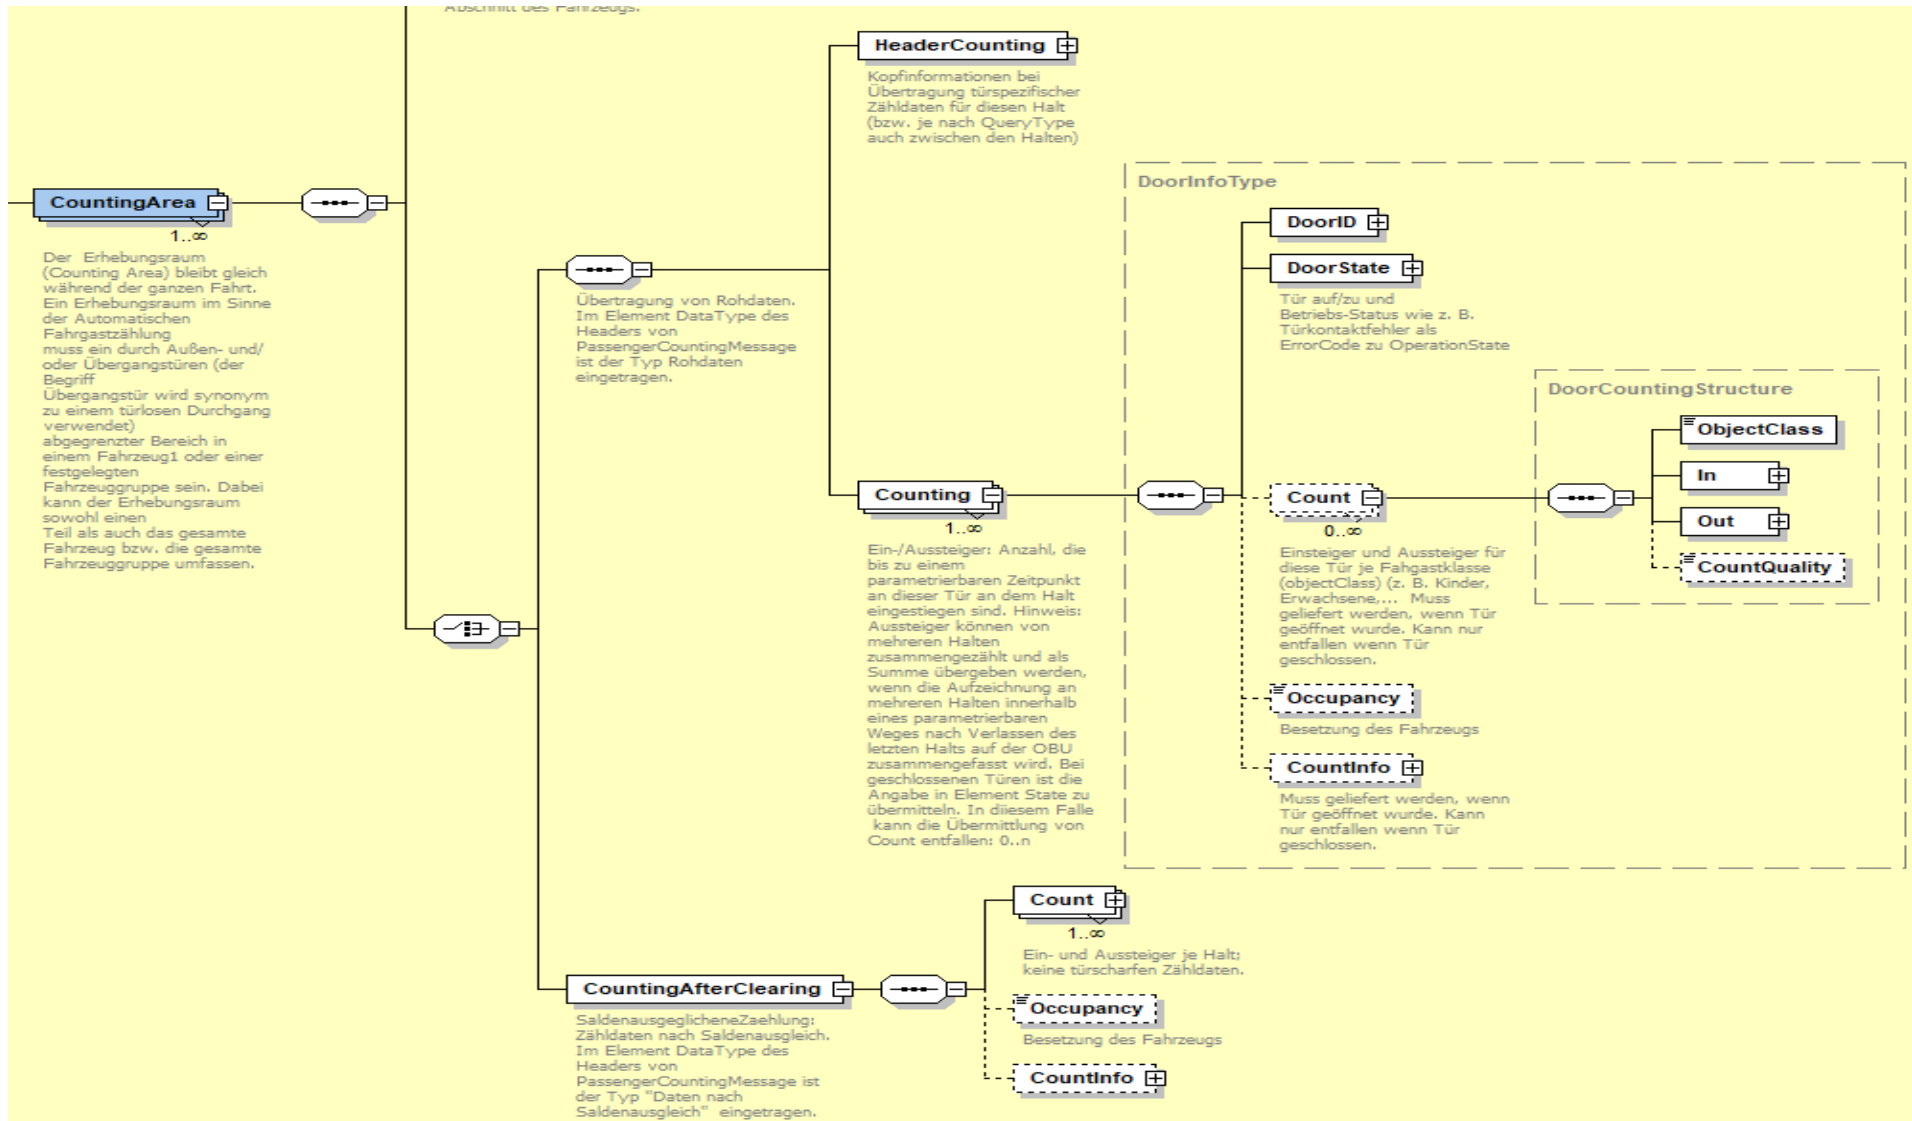 Abschnitt des Fahrzeugs.
CountingArea
1..∞
Der  Erhebungsraum
(Counting Area) bleibt gleich
während der ganzen Fahrt.
Ein Erhebungsraum im Sinne
der Automatischen
Fahrgastzählung
muss ein durch Außen- und/
oder Übergangstüren (der
Begriff
Übergangstür wird synonym
zu einem türlosen Durchgang
verwendet)
abgegrenzter Bereich in
einem Fahrzeug1 oder einer
festgelegten
Fahrzeuggruppe sein. Dabei
kann der Erhebungsraum
sowohl einen
Teil als auch das gesamte
Fahrzeug bzw. die gesamte
Fahrzeuggruppe umfassen.
Übertragung von Rohdaten.
Im Element DataType des
Headers von
PassengerCountingMessage
ist der Typ Rohdaten
eingetragen.
HeaderCounting
Kopfinformationen bei
Übertragung türspezifischer
Zähldaten für diesen Halt
(bzw. je nach QueryType
auch zwischen den Halten)
Counting
1..∞
Ein-/Aussteiger: Anzahl, die
bis zu einem
parametrierbaren Zeitpunkt
an dieser Tür an dem Halt
eingestiegen sind. Hinweis:
Aussteiger können von
mehreren Halten
zusammengezählt und als
Summe übergeben werden,
wenn die Aufzeichnung an
mehreren Halten innerhalb
eines parametrierbaren
Weges nach Verlassen des
letzten Halts auf der OBU
zusammengefasst wird. Bei
geschlossenen Türen ist die
Angabe in Element State zu
übermitteln. In diiesem Falle
kann die Übermittlung von
Count entfallen: 0..n
DoorInfoType
DoorID
DoorState
Tür auf/zu und
Betriebs-Status wie z. B.
Türkontaktfehler als
ErrorCode zu OperationState
Count
0..∞
Einsteiger und Aussteiger für
diese Tür je Fahgastklasse
(objectClass) (z. B. Kinder,
Erwachsene,...  Muss
geliefert werden, wenn Tür
geöffnet wurde. Kann nur
entfallen wenn Tür
geschlossen.
DoorCountingStructure
ObjectClass
In
Out
CountQuality
Occupancy
Besetzung des Fahrzeugs
CountInfo
Muss geliefert werden, wenn
Tür geöffnet wurde. Kann
nur entfallen wenn Tür
geschlossen.
CountingAfterClearing
SaldenausgeglicheneZaehlung:
Zähldaten nach Saldenausgleich.
Im Element DataType des
Headers von
PassengerCountingMessage ist
der Typ "Daten nach
Saldenausgleich"  eingetragen.
Count
1..∞
Ein- und Aussteiger je Halt;
keine türscharfen Zähldaten.
Occupancy
Besetzung des Fahrzeugs
CountInfo